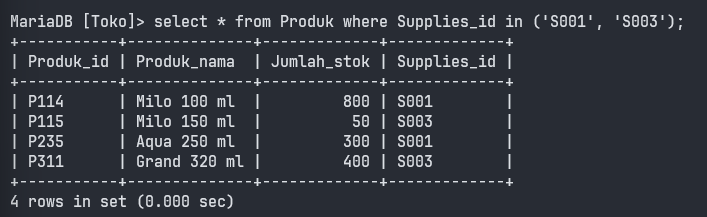 MariaDB [Toko]> select * from Produk where Supplies_id in ('S001', 'S003');
+-----------+--------------+-------------+-------------+
| Produk_id | Produk_nama  | Jumlah_stok | Supplies_id |
+-----------+--------------+-------------+-------------+
| P114      | Milo 100 ml  |         800 | S001        |
| P115      | Milo 150 ml  |          50 | S003        |
| P235      | Aqua 250 ml  |         300 | S001        |
| P311      | Grand 320 ml |         400 | S003        |
+-----------+--------------+-------------+-------------+
4 rows in set (0.000 sec)